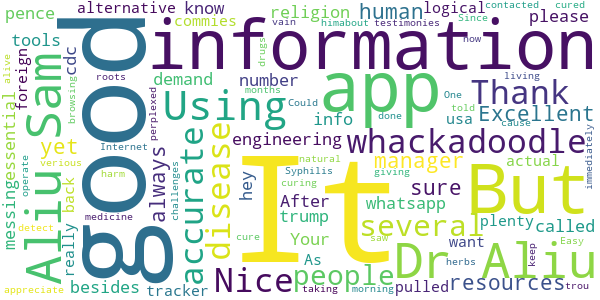 alternative know
religion human logical
vain testimonies Since contacted cured
pence himabout please
tools commies
foreign cdc
good information
demand number
drugs
roots
alive browsing
Aliu Sam
app Thank
Using
info usa Excellent
months Could One told now living cause done
engineering
messing essential
yet always
perplexed
accurate disease
whackadoodle
manager actual
hey Syphilis natural curing giving
immediately
operate verious
really back
Internet
medicine harm challenges
It But
After trump whatsapp sure
Your several plenty called
As want
detect
besides tracker
Nice people
cure saw
Dr Aliu
pulled resources
herbs Easy keep
appreciate
taking morning
trou